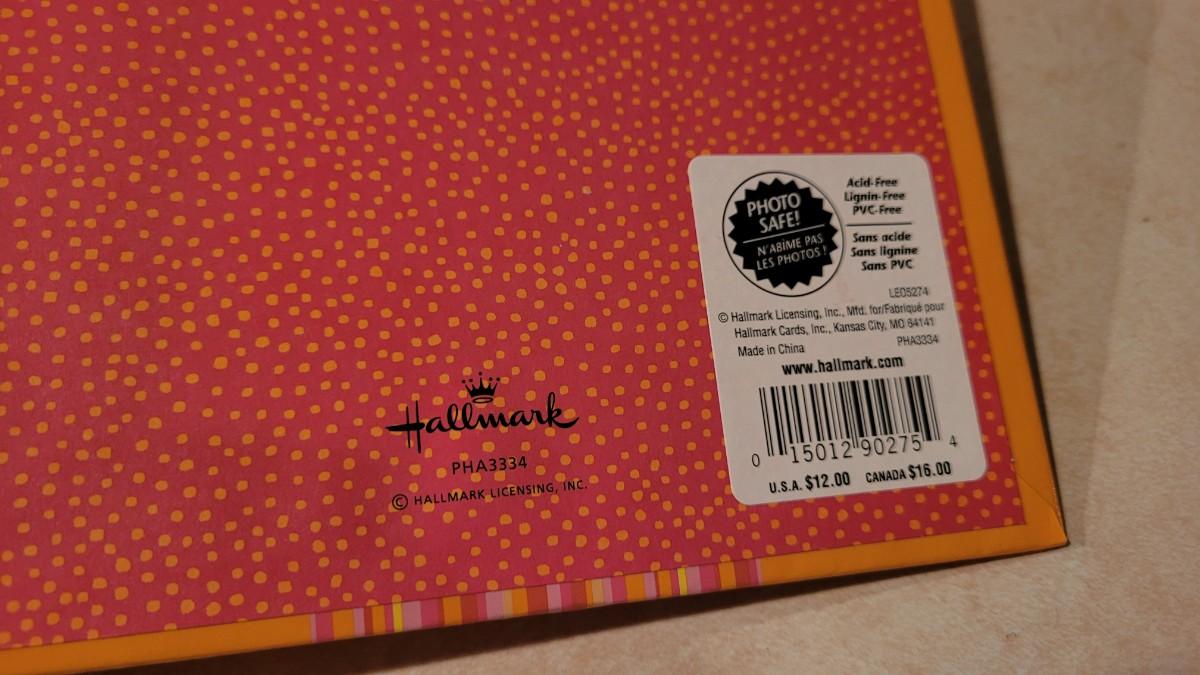 Hallmark
PHA3334
© HALLMARK LICENSING, INC.
PHOTO
SAFE!
N'ABÎME PAS
LES PHOTOS !
Acid-Free
Lignin-Free
PVC-Free
Sans acide
Sans lignine
Sans PVC
LEO5274
© Hallmark Licensing, Inc., Mfd. for/Fabriqué pour
Hallmark Cards, Inc., Kansas City, MO 64141
Made in China PHA3334
www.hallmark.com
0 15012 90275 4
U.S.A. $12.00 CANADA $16.00